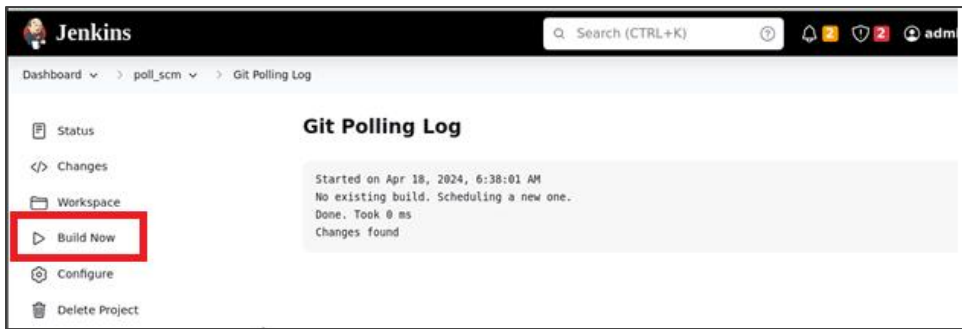 Jenkins
Search (CTRL+K)
2
2
Dashboard > poll_scm > Git Polling Log
Status
Changes
Workspace
Build Now
Configure
Delete Project
Git Polling Log
Started on Apr 18, 2024, 6:38:01 AM
No existing build. Scheduling a new one.
Done. Took 0 ms
Changes found